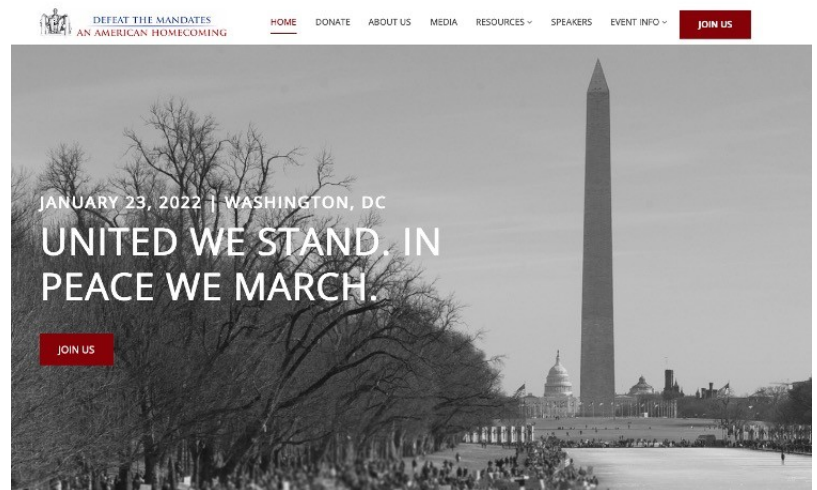 DEFEAT THE MANDATES
AN AMERICAN HOMECOMING
HOME DONATE ABOUT US MEDIA RESOURCES SPEAKERS EVENT INFO JOIN US
JANUARY 23, 2022 | WASHINGTON, DC
UNITED WE STAND. IN
PEACE WE MARCH.
JOIN US